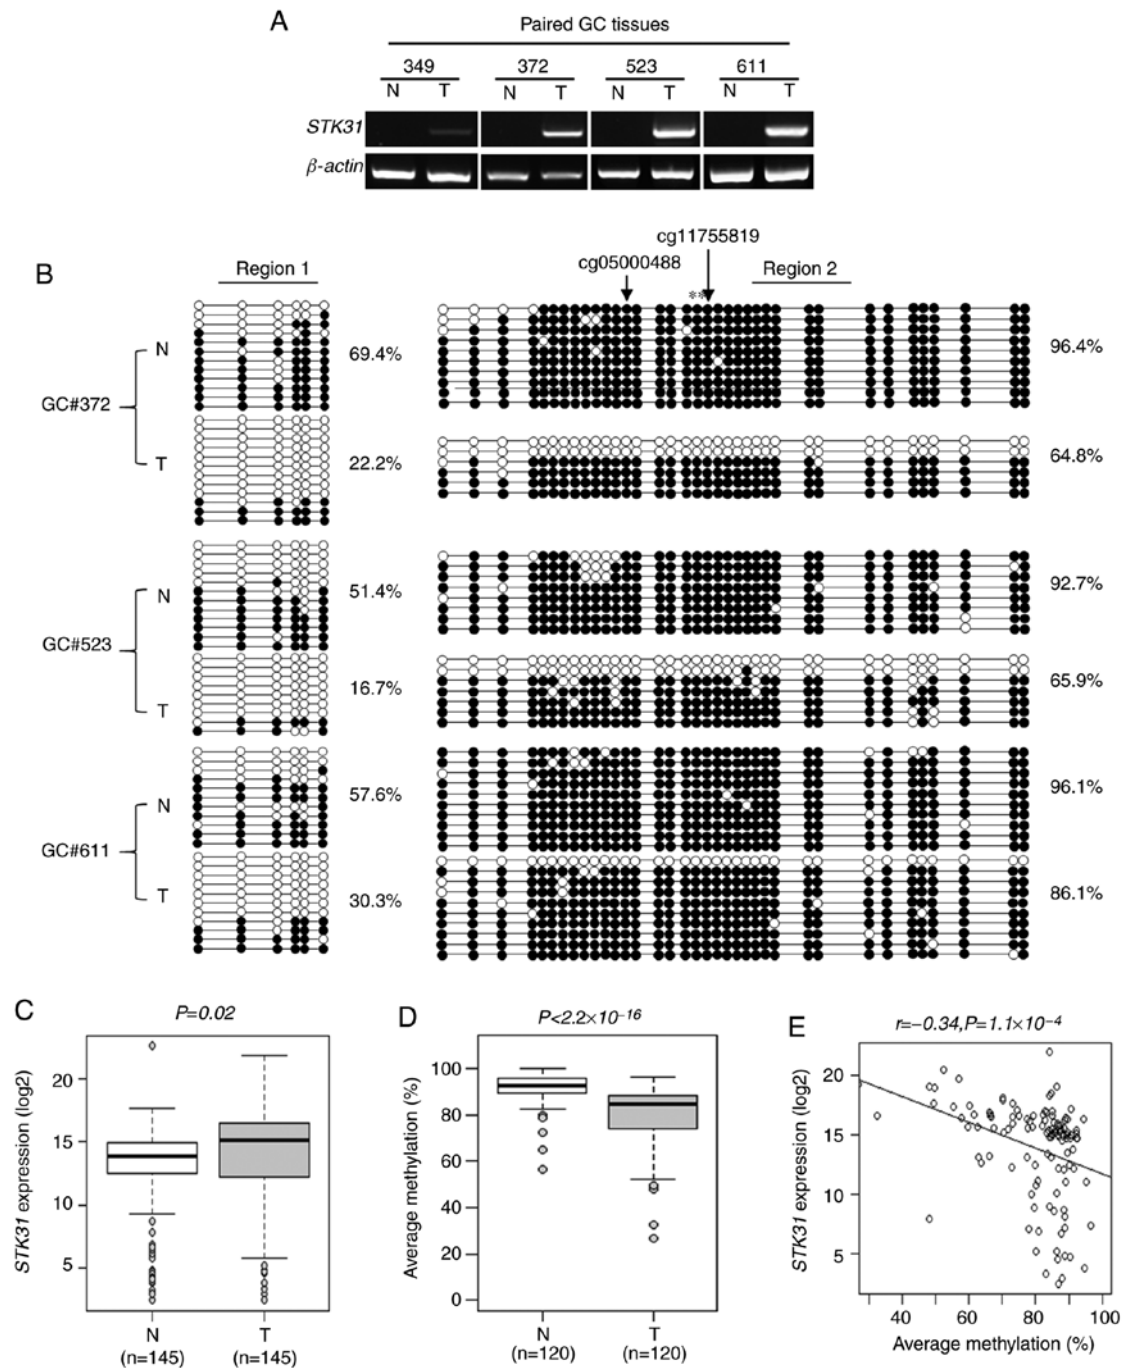 A
Paired GC tissues
349 372 523 611
N T N T N T N T
STK31
β-actin
B
Region 1
cg05000488
cg11755819
Region 2
**
GC#372
N
69.4%
96.4%
T
22.2%
64.8%
GC#523
N
51.4%
92.7%
T
16.7%
65.9%
GC#611
N
57.6%
96.1%
T
30.3%
86.1%
C
P=0.02
STK31 expression (log2)
20
15
10
5
N T
(n=145) (n=145)
D
P<2.2×10⁻¹⁶
Average methylation (%)
100
80
60
40
20
0
N T
(n=120) (n=120)
E
r=−0.34,P=1.1×10⁻⁴
STK31 expression (log2)
20
15
10
5
40 60 80 100
Average methylation (%)